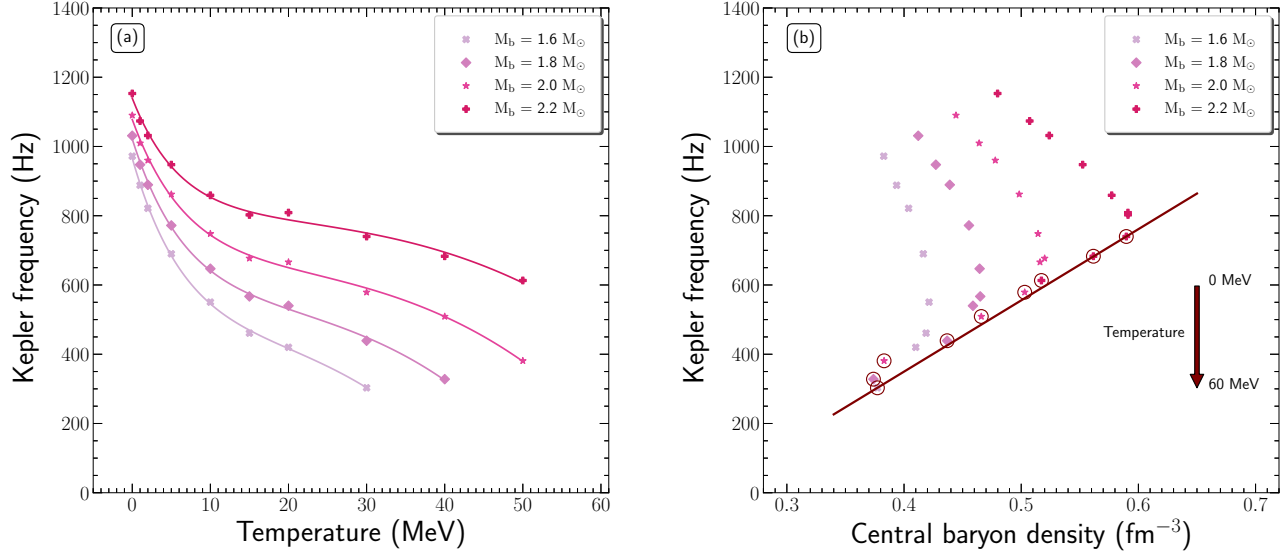 (a)
M_b = 1.6 M_⊙
M_b = 1.8 M_⊙
M_b = 2.0 M_⊙
M_b = 2.2 M_⊙
1400
1200
1000
800
600
400
200
0
Kepler frequency (Hz)
0 10 20 30 40 50 60
Temperature (MeV)
(b)
M_b = 1.6 M_⊙
M_b = 1.8 M_⊙
M_b = 2.0 M_⊙
M_b = 2.2 M_⊙
1400
1200
1000
800
600
400
200
0
Kepler frequency (Hz)
0 MeV
Temperature
60 MeV
0.3 0.4 0.5 0.6 0.7
Central baryon density (fm⁻³)